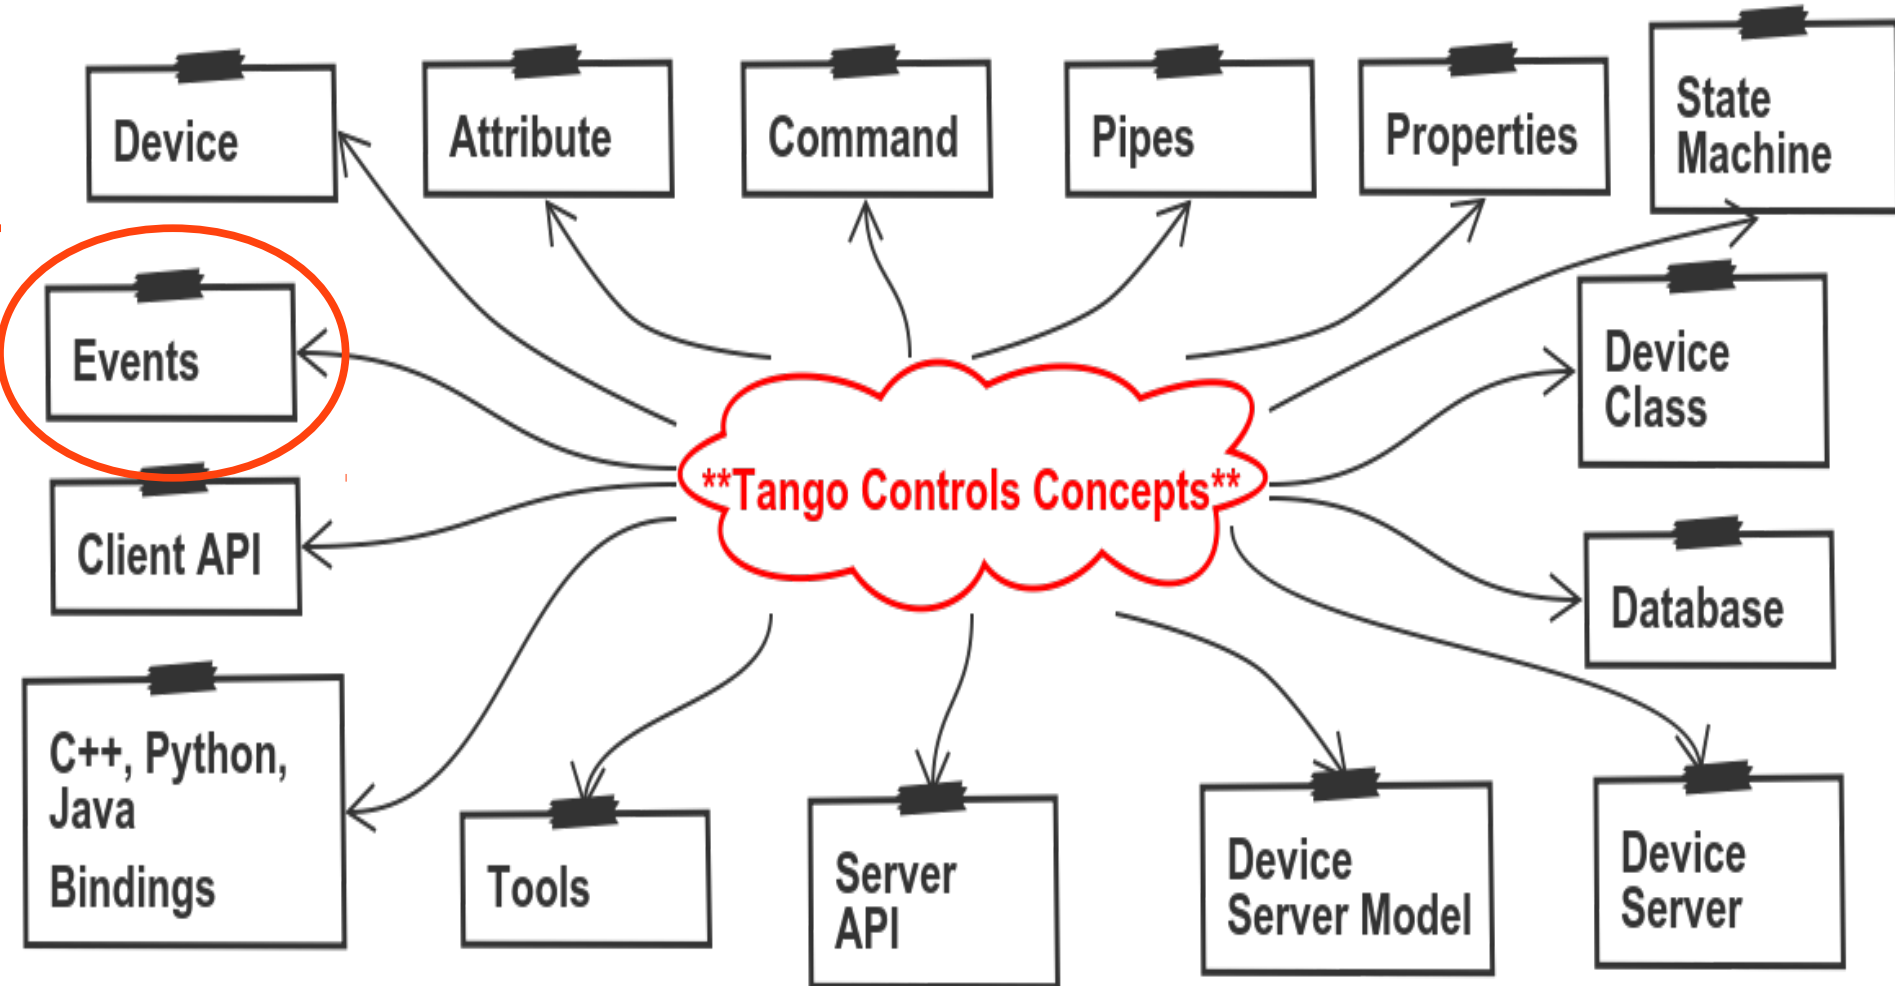 Device
Attribute
Command
Pipes
Properties
State
Machine
Events
Device
Class
**Tango Controls Concepts**
Client API
Database
C++, Python,
Java
Bindings
Tools
Server
API
Device
Server Model
Device
Server